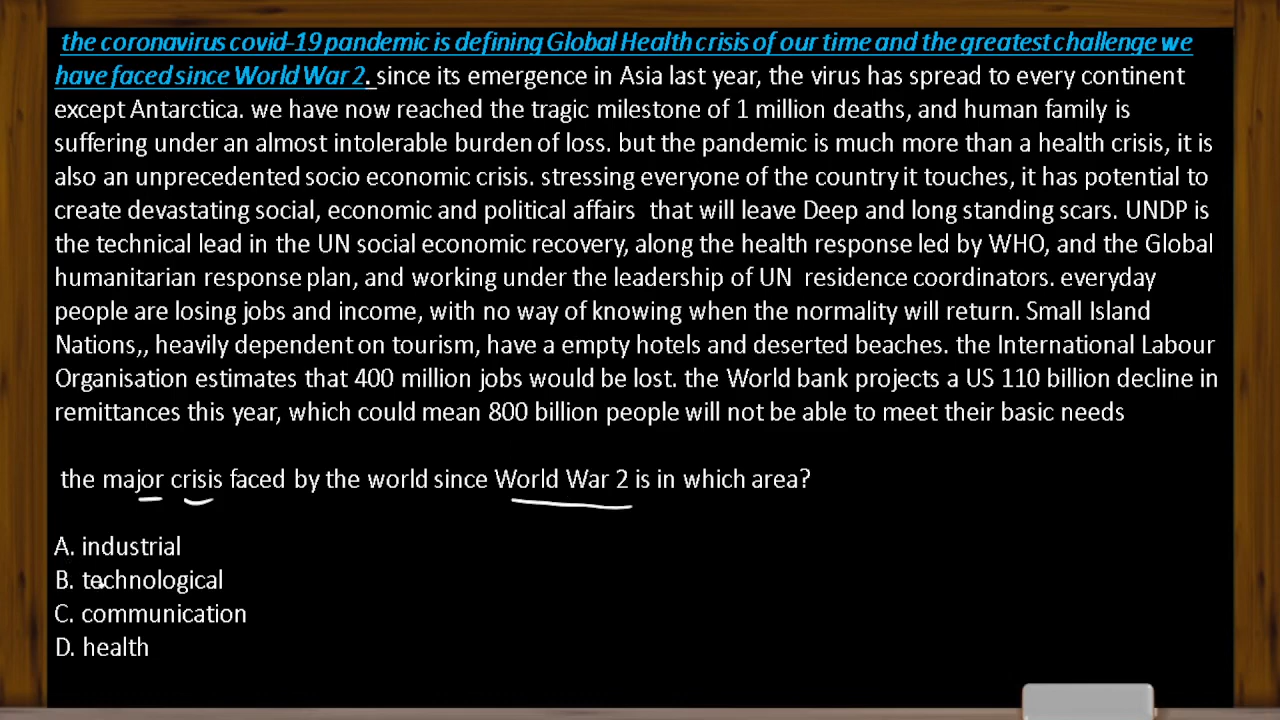 the coronavirus covid-19 pandemic is defining Global Health crisis of our time and the greatest challenge we
have faced since World War 2. since its emergence in Asia last year, the virus has spread to every continent
except Antarctica. we have now reached the tragic milestone of 1 million deaths, and human family is
suffering under an almost intolerable burden of loss. but the pandemic is much more than a health crisis, it is
also an unprecedented socio economic crisis. stressing everyone of the country it touches, it has potential to
create devastating social, economic and political affairs that will leave Deep and long standing scars. UNDP is
the technical lead in the UN social economic recovery, along the health response led by WHO, and the Global
humanitarian response plan, and working under the leadership of UN residence coordinators. everyday
people are losing jobs and income, with no way of knowing when the normality will return. Small Island
Nations,, heavily dependent on tourism, have a empty hotels and deserted beaches. the International Labour
Organisation estimates that 400 million jobs would be lost. the World bank projects a US 110 billion decline in
remittances this year, which could mean 800 billion people will not be able to meet their basic needs
the major crisis faced by the world since World War 2 is in which area?
A. industrial
B. technological
C. communication
D. health